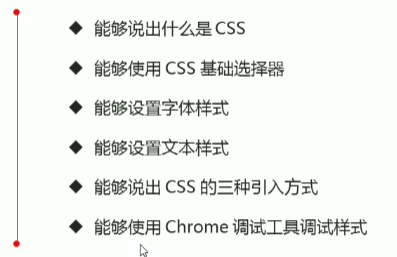 ◆ 能够说出什么是 CSS
◆ 能够使用 CSS 基础选择器
◆ 能够设置字体样式
◆ 能够设置文本样式
◆ 能够说出 CSS 的三种引入方式
◆ 能够使用 Chrome 调试工具调试样式